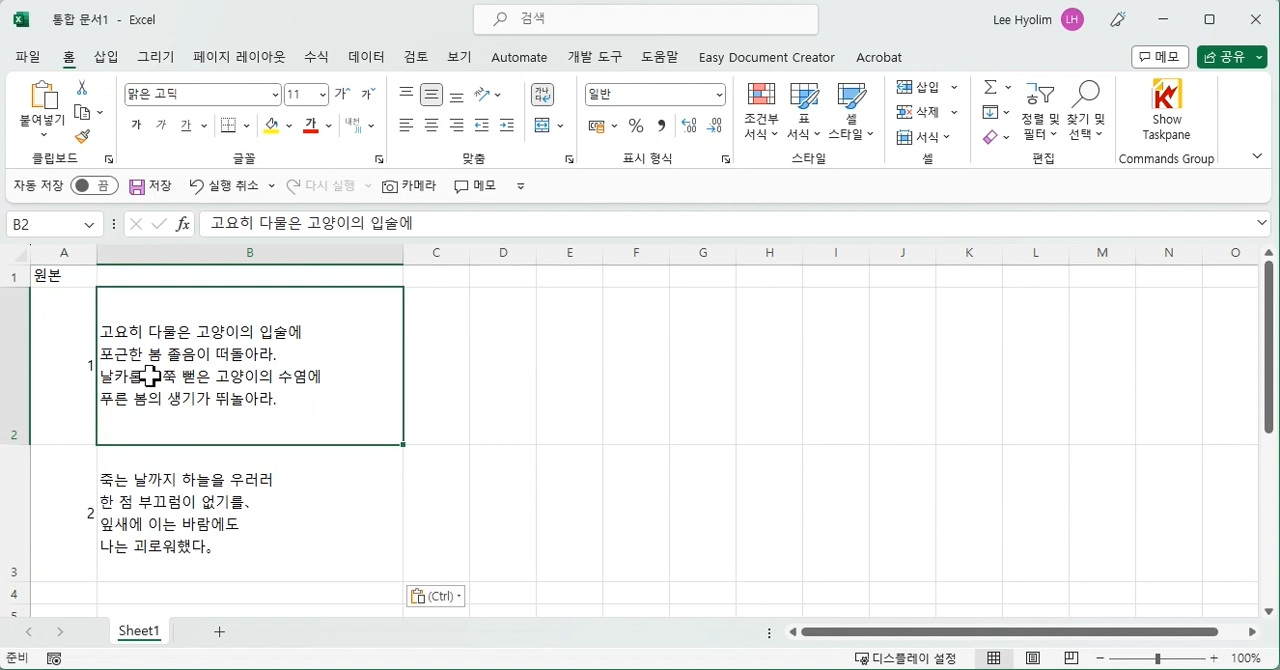 통합 문서1 - Excel
검색
Lee Hyolim LH
파일 홈 삽입 그리기 페이지 레이아웃 수식 데이터 검토 보기 Automate 개발 도구 도움말 Easy Document Creator Acrobat 메모 공유
붙여넣기
클립보드
맑은 고딕 11 가 가
가 가 가 가 내천
글꼴
가나다
맞춤
일반
% ,
표시 형식
조건부 서식
표 서식
셀 스타일
스타일
삽입
삭제
서식
셀
정렬 및 필터
찾기 및 선택
편집
Show Taskpane
Commands Group
자동 저장 끔 저장 실행 취소 다시 실행 카메라 메모
B2 fx 고요히 다물은 고양이의 입술에
A B C D E F G H I J K L M N O
1 원본
2 1
고요히 다물은 고양이의 입술에
포근한 봄 졸음이 떠돌아라.
쭉 뻗은 고양이의 수염에
푸른 봄의 생기가 뛰놀아라.
3 2
죽는 날까지 하늘을 우러러
한 점 부끄럼이 없기를、
잎새에 이는 바람에도
나는 괴로워했다。
4
(Ctrl)
5
Sheet1
준비 디스플레이 설정 100%